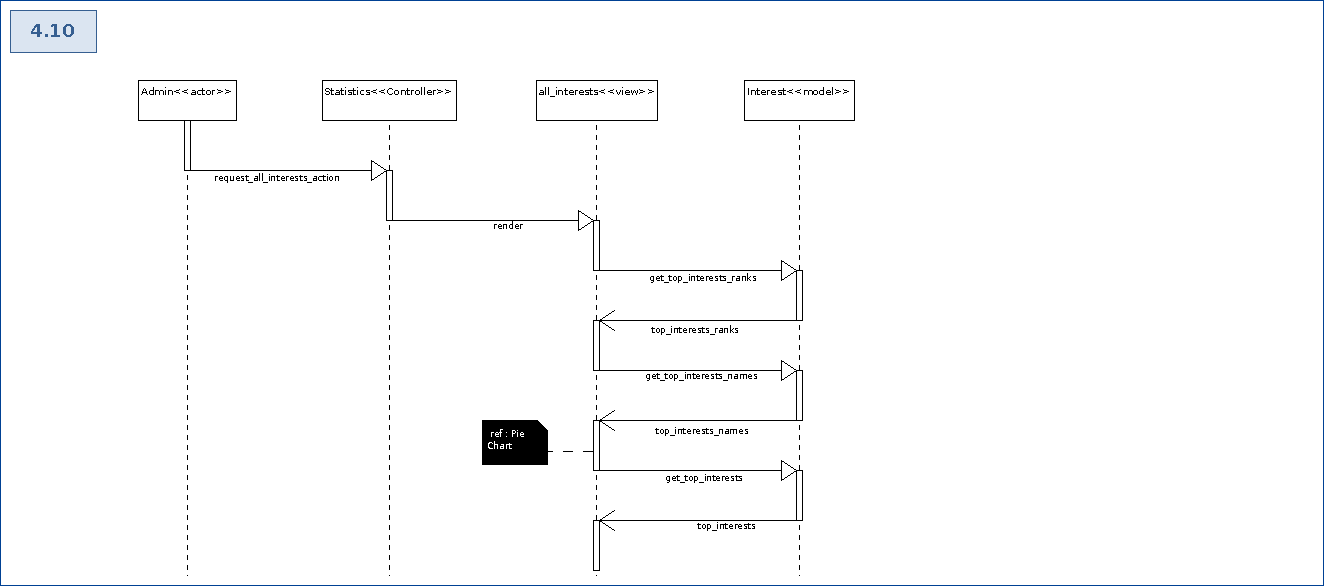 4.10
Admin<<actor>>
Statistics<<Controller>>
all_interests<<view>>
Interest<<model>>
request_all_interests_action
render
get_top_interests_ranks
top_interests_ranks
get_top_interests_names
top_interests_names
ref : Pie
Chart
get_top_interests
top_interests